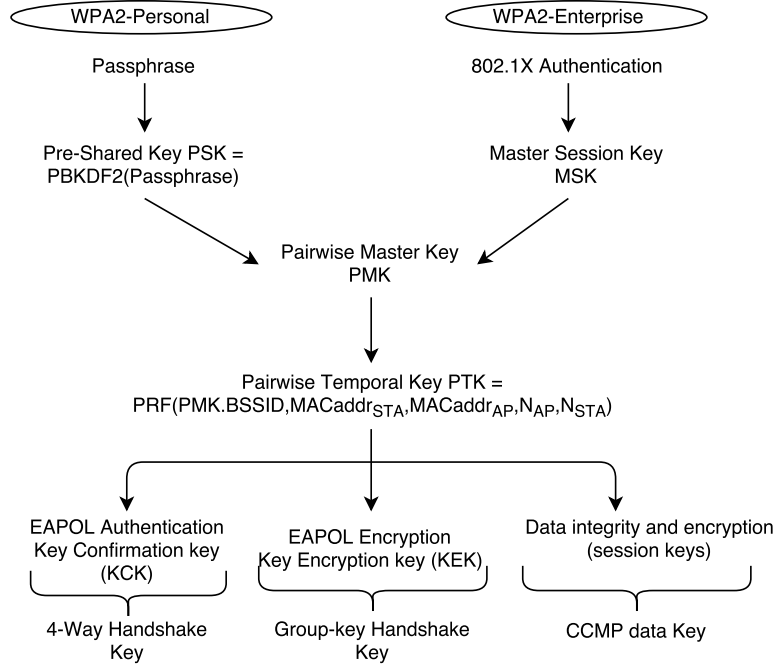 WPA2-Personal
WPA2-Enterprise
Passphrase
802.1X Authentication
Pre-Shared Key PSK =
PBKDF2(Passphrase)
Master Session Key
MSK
Pairwise Master Key
PMK
Pairwise Temporal Key PTK =
PRF(PMK.BSSID,MACaddrSTA,MACaddrAP,NAP,NSTA)
EAPOL Authentication
Key Confirmation key
(KCK)
EAPOL Encryption
Key Encryption key (KEK)
Data integrity and encryption
(session keys)
4-Way Handshake
Key
Group-key Handshake
Key
CCMP data Key